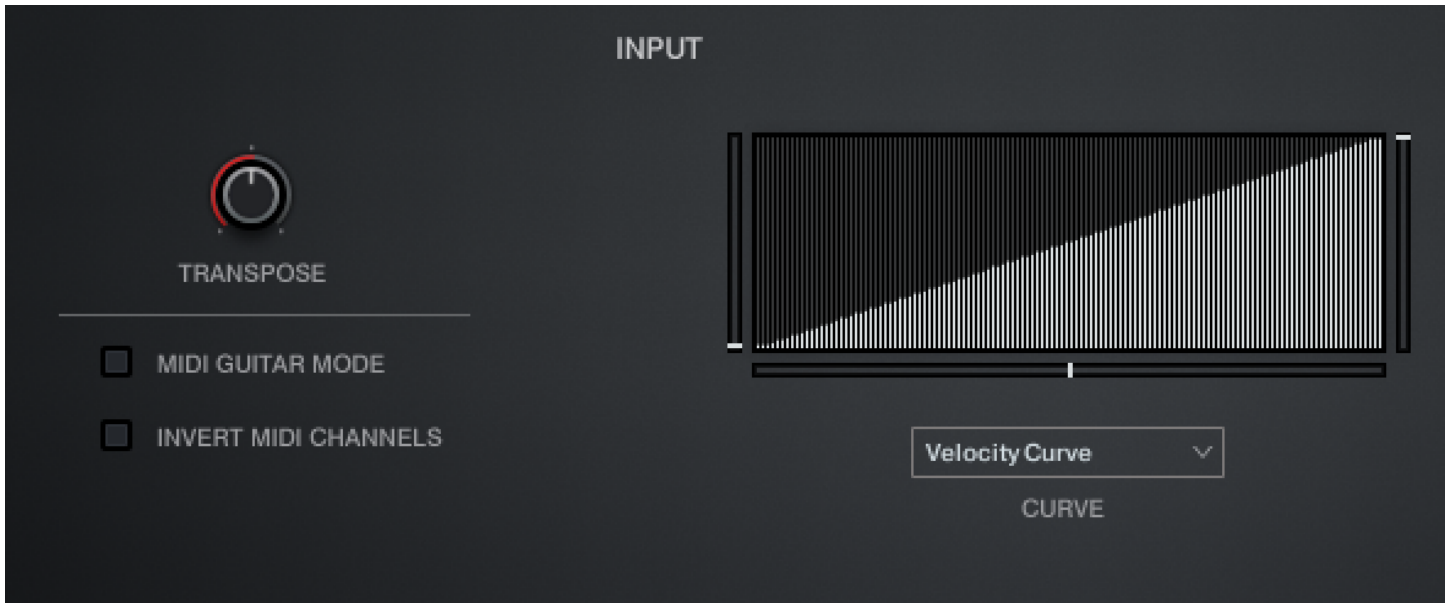 INPUT
TRANSPOSE
MIDI GUITAR MODE
INVERT MIDI CHANNELS
Velocity Curve
CURVE